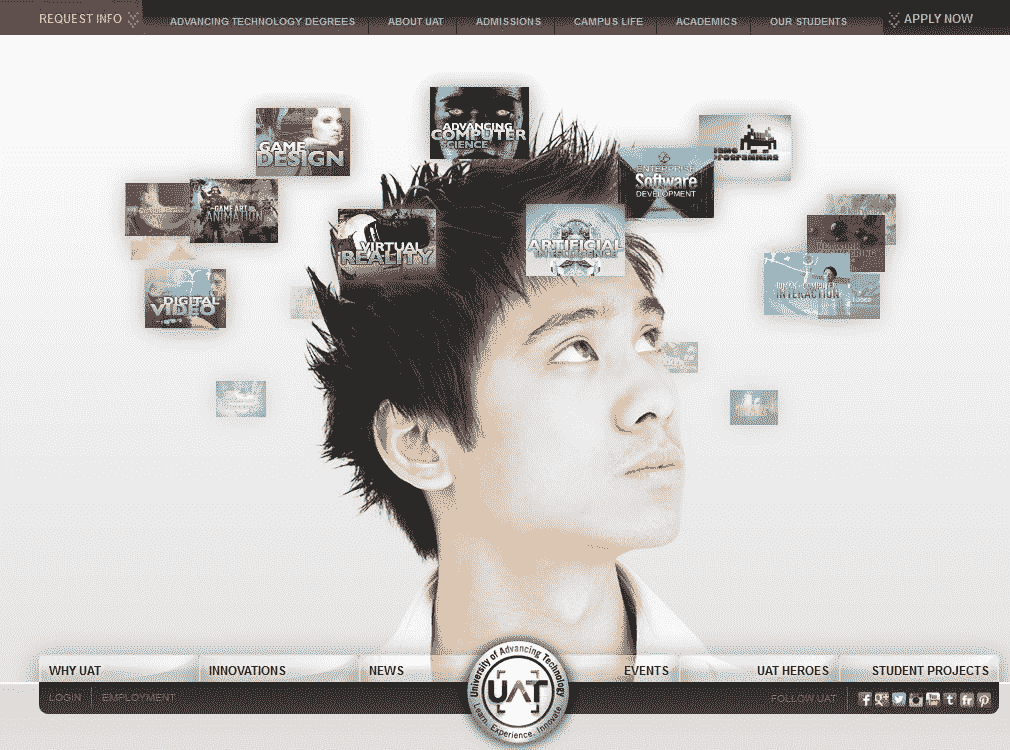 REQUEST INFO
ADVANCING TECHNOLOGY DEGREES
ABOUT UAT
ADMISSIONS
CAMPUS LIFE
ACADEMICS
OUR STUDENTS
APPLY NOW
GAME
DESIGN
ADVANCING
COMPUTER
SCIENCE
GAME
PROGRAMMING
ENTERPRISE
Software
DEVELOPMENT
GAME ART
ANIMATION
VIRTUAL
REALITY
ARTIFICIAL
INTELLIGENCE
HUMAN-COMPUTER
INTERACTION
DIGITAL
VIDEO
WHY UAT
INNOVATIONS
NEWS
EVENTS
UAT HEROES
STUDENT PROJECTS
University of Advancing Technology
UAT
Learn. Experience. Innovate
LOGIN
EMPLOYMENT
FOLLOW UAT